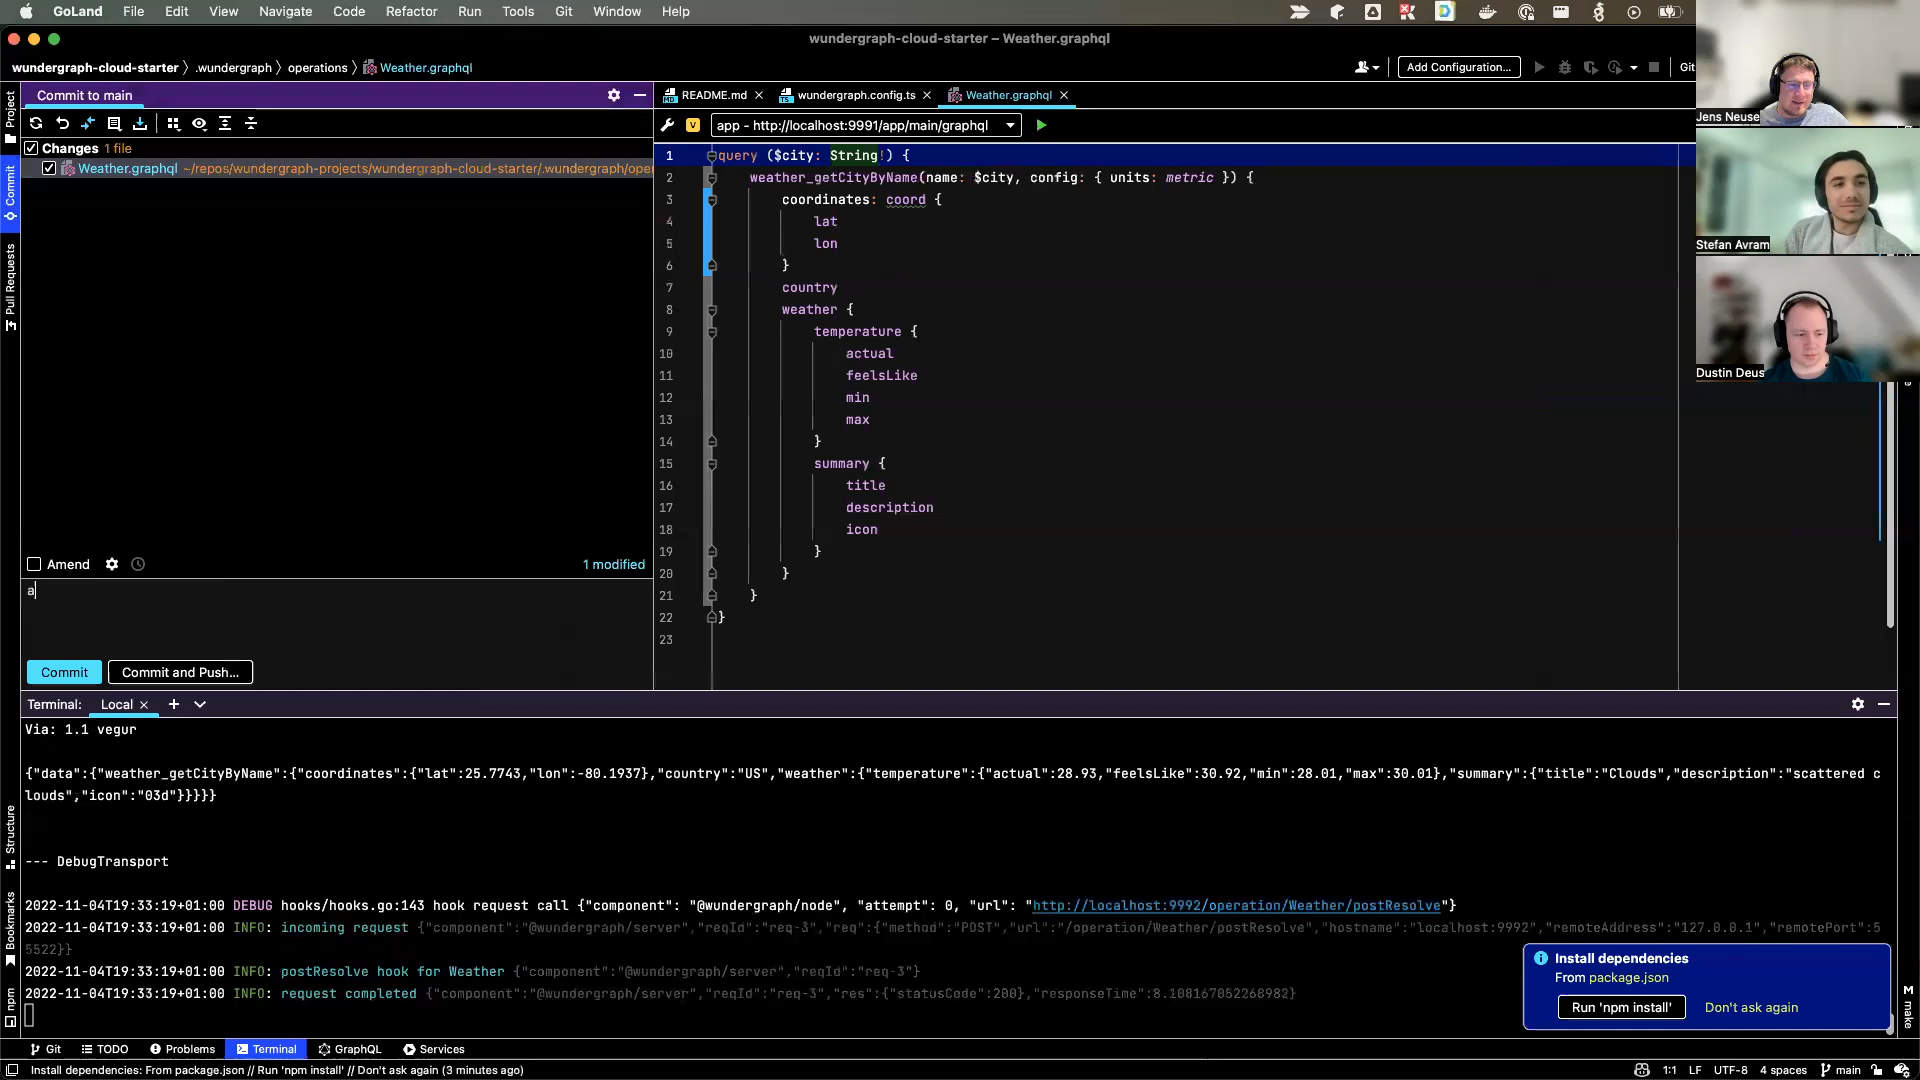 GoLand File Edit View Navigate Code Refactor Run Tools Git Window Help
wundergraph-cloud-starter – Weather.graphql
wundergraph-cloud-starter 〉 .wundergraph 〉 operations 〉 Weather.graphql
Add Configuration...
Git
Jens Neuse
Stefan Avram
Dustin Deus
Project
Commit
Pull Requests
Structure
Bookmarks
npm
make
Commit to main
README.md
wundergraph.config.ts
Weather.graphql
app - http://localhost:9991/app/main/graphql
Changes 1 file
Weather.graphql ~/repos/wundergraph-projects/wundergraph-cloud-starter/.wundergraph/ope
Amend
1 modified
a
Commit
Commit and Push...
1 query ($city: String!) {
2 weather_getCityByName(name: $city, config: { units: metric }) {
3 coordinates: coord {
4 lat
5 lon
6 }
7 country
8 weather {
9 temperature {
10 actual
11 feelsLike
12 min
13 max
14 }
15 summary {
16 title
17 description
18 icon
19 }
20 }
21 }
22 }
23
Terminal: Local
Via: 1.1 vegur
{"data":{"weather_getCityByName":{"coordinates":{"lat":25.7743,"lon":-80.1937},"country":"US","weather":{"temperature":{"actual":28.93,"feelsLike":30.92,"min":28.01,"max":30.01},"summary":{"title":"Clouds","description":"scattered c
louds","icon":"03d"}}}}}
--- DebugTransport
2022-11-04T19:33:19+01:00 DEBUG hooks/hooks.go:143 hook request call {"component": "@wundergraph/node", "attempt": 0, "url": "http://localhost:9992/operation/Weather/postResolve"}
2022-11-04T19:33:19+01:00 INFO: incoming request {"component":"@wundergraph/server","reqId":"req-3","req":{"method":"POST","url":"/operation/Weather/postResolve","hostname":"localhost:9992","remoteAddress":"127.0.0.1","remotePort":5
5522}}
2022-11-04T19:33:19+01:00 INFO: postResolve hook for Weather {"component":"@wundergraph/server","reqId":"req-3"}
2022-11-04T19:33:19+01:00 INFO: request completed {"component":"@wundergraph/server","reqId":"req-3","res":{"statusCode":200},"responseTime":8.108167052268982}
Install dependencies
From package.json
Run 'npm install'
Don't ask again
Git TODO Problems Terminal GraphQL Services
Install dependencies: From package.json // Run 'npm install' // Don't ask again (3 minutes ago)
1:1 LF UTF-8 4 spaces main